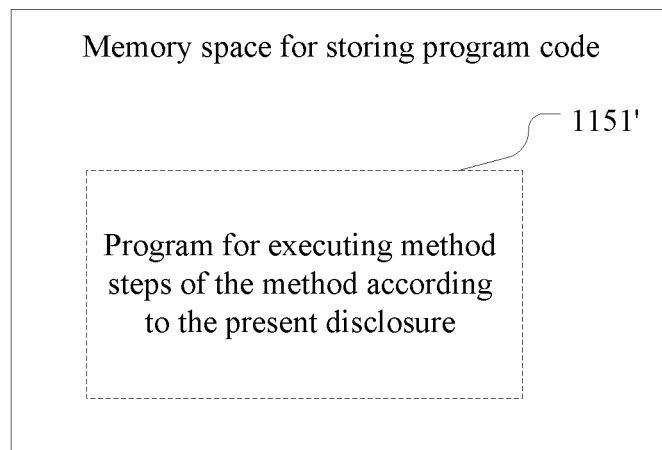 Memory space for storing program code
1151'
Program for executing method
steps of the method according
to the present disclosure